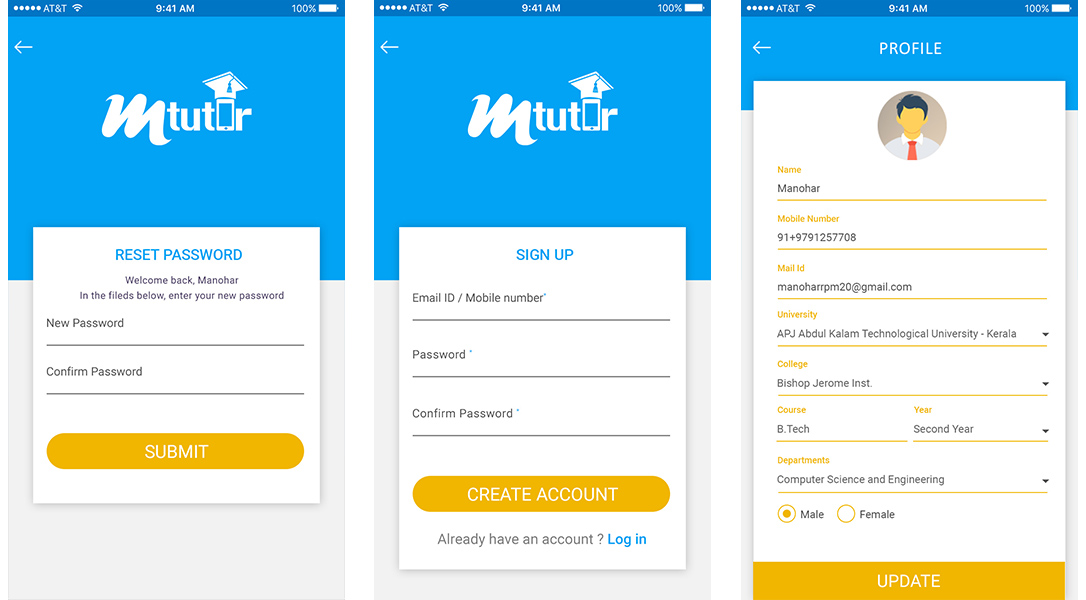 AT&T 9:41 AM 100%
Mtutor
RESET PASSWORD
Welcome back, Manohar
In the fileds below, enter your new password
New Password
Confirm Password
SUBMIT
AT&T 9:41 AM 100%
Mtutor
SIGN UP
Email ID / Mobile number*
Password *
Confirm Password *
CREATE ACCOUNT
Already have an account ? Log in
AT&T 9:41 AM 100%
PROFILE
Name
Manohar
Mobile Number
91+9791257708
Mail Id
manoharrpm20@gmail.com
University
APJ Abdul Kalam Technological University - Kerala
College
Bishop Jerome Inst.
Course Year
B.Tech Second Year
Departments
Computer Science and Engineering
Male Female
UPDATE